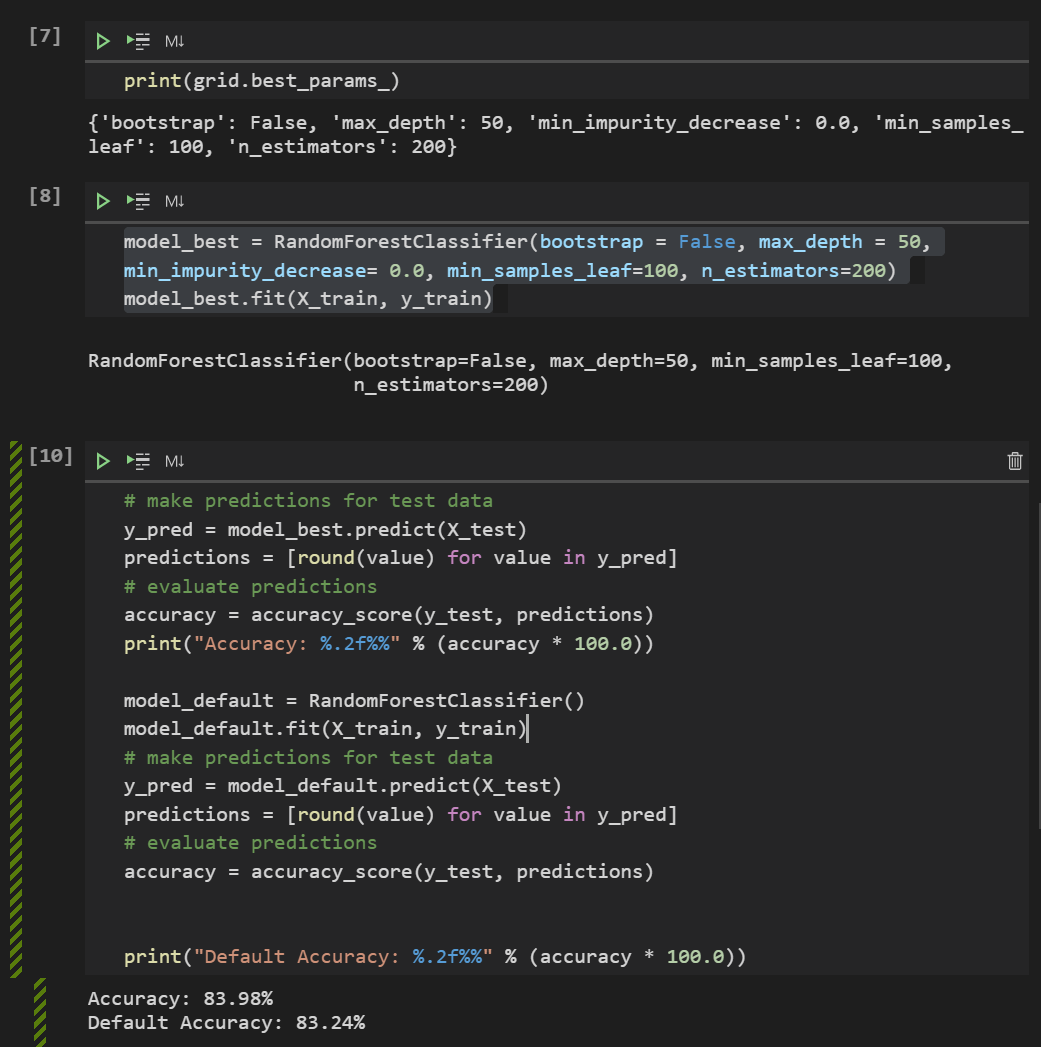 [7]
M↓
print(grid.best_params_)
{'bootstrap': False, 'max_depth': 50, 'min_impurity_decrease': 0.0, 'min_samples_
leaf': 100, 'n_estimators': 200}
[8]
M↓
model_best = RandomForestClassifier(bootstrap = False, max_depth = 50,
min_impurity_decrease= 0.0, min_samples_leaf=100, n_estimators=200)
model_best.fit(X_train, y_train)
RandomForestClassifier(bootstrap=False, max_depth=50, min_samples_leaf=100,
n_estimators=200)
[10]
M↓
# make predictions for test data
y_pred = model_best.predict(X_test)
predictions = [round(value) for value in y_pred]
# evaluate predictions
accuracy = accuracy_score(y_test, predictions)
print("Accuracy: %.2f%%" % (accuracy * 100.0))
model_default = RandomForestClassifier()
model_default.fit(X_train, y_train)
# make predictions for test data
y_pred = model_default.predict(X_test)
predictions = [round(value) for value in y_pred]
# evaluate predictions
accuracy = accuracy_score(y_test, predictions)
print("Default Accuracy: %.2f%%" % (accuracy * 100.0))
Accuracy: 83.98%
Default Accuracy: 83.24%